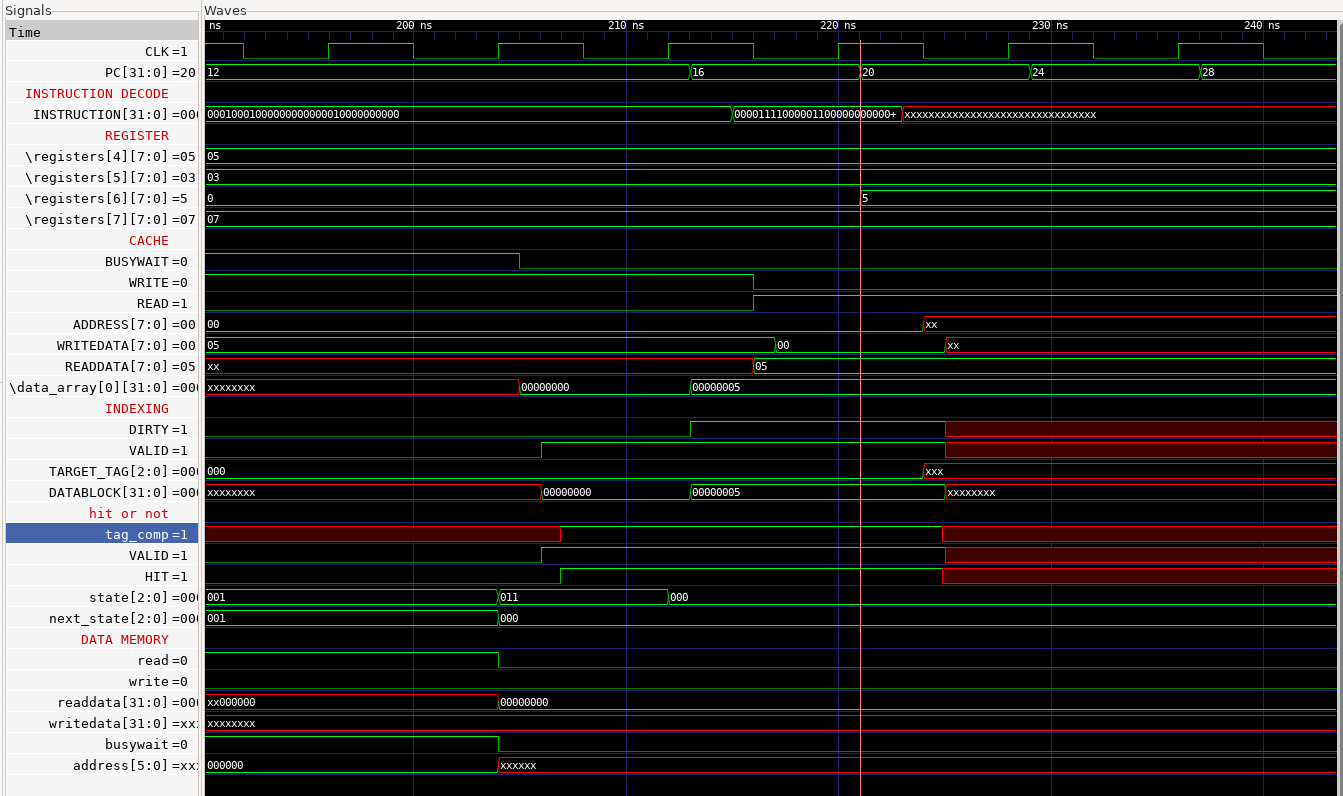 Signals Waves
Time ns 200 ns 210 ns 220 ns 230 ns 240 ns
CLK=1
PC[31:0]=20 12 16 20 24 28
INSTRUCTION DECODE
INSTRUCTION[31:0]=000 00010001000000000000010000000000 00001111000001100000000000+ xxxxxxxxxxxxxxxxxxxxxxxxxxxxxxxx
REGISTER
\registers[4][7:0]=05 05
\registers[5][7:0]=03 03
\registers[6][7:0]=5 0 5
\registers[7][7:0]=07 07
CACHE
BUSYWAIT=0
WRITE=0
READ=1
ADDRESS[7:0]=00 00 xx
WRITEDATA[7:0]=00 05 00 xx
READDATA[7:0]=05 xx 05
\data_array[0][31:0]=000 xxxxxxxx 00000000 00000005
INDEXING
DIRTY=1
VALID=1
TARGET_TAG[2:0]=000 000 xxx
DATABLOCK[31:0]=000 xxxxxxxx 00000000 00000005 xxxxxxxx
hit or not
tag_comp=1
VALID=1
HIT=1
state[2:0]=000 001 011 000
next_state[2:0]=000 001 000
DATA MEMORY
read=0
write=0
readdata[31:0]=000 xx000000 00000000
writedata[31:0]=xxx xxxxxxxx
busywait=0
address[5:0]=xxx 000000 xxxxxx